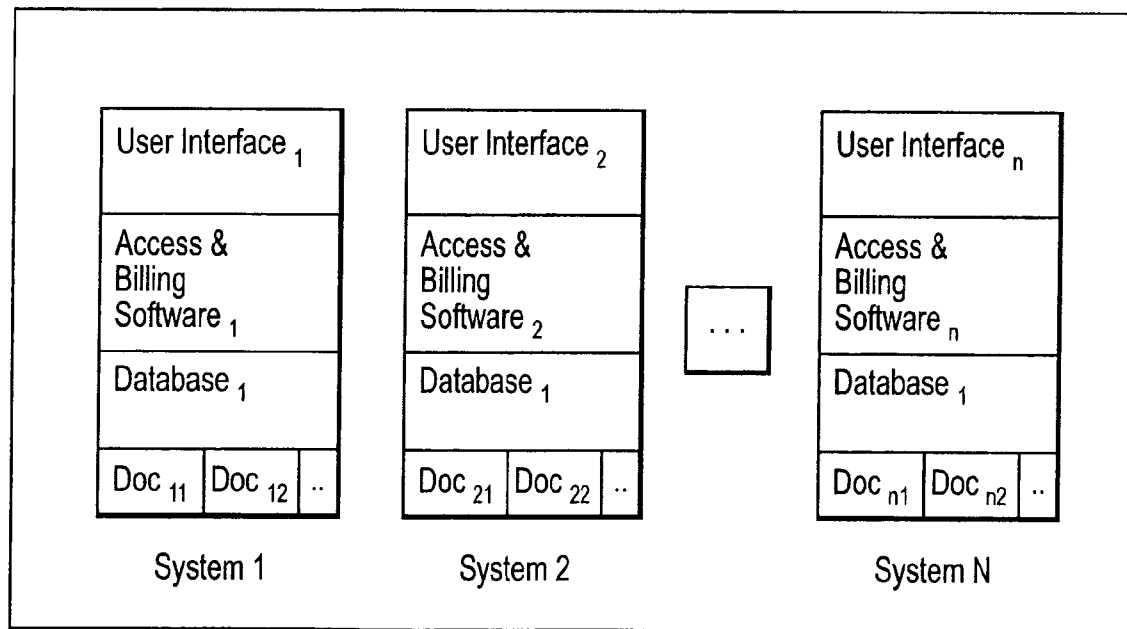 User Interface 1
Access &
Billing
Software 1
Database 1
Doc 11 Doc 12 ..
System 1
User Interface 2
Access &
Billing
Software 2
Database 1
Doc 21 Doc 22 ..
System 2
...
User Interface n
Access &
Billing
Software n
Database 1
Doc n1 Doc n2 ..
System N